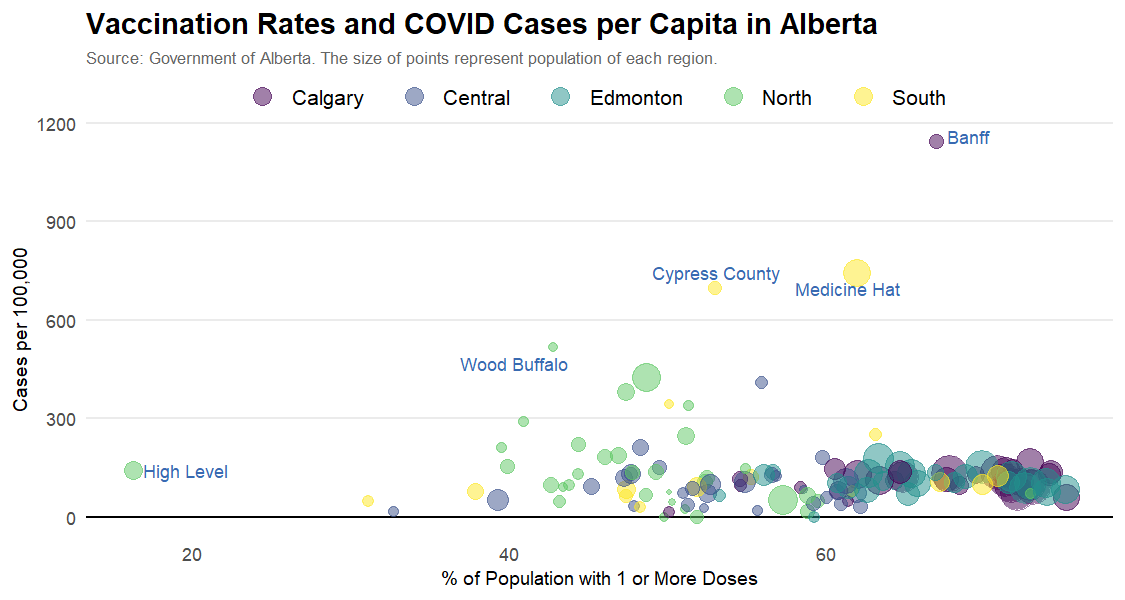 Vaccination Rates and COVID Cases per Capita in Alberta
Source: Government of Alberta. The size of points represent population of each region.
Calgary Central Edmonton North South
1200
Banff
900
Cypress County
Medicine Hat
600
Wood Buffalo
300
High Level
0
20 40 60
% of Population with 1 or More Doses
Cases per 100,000